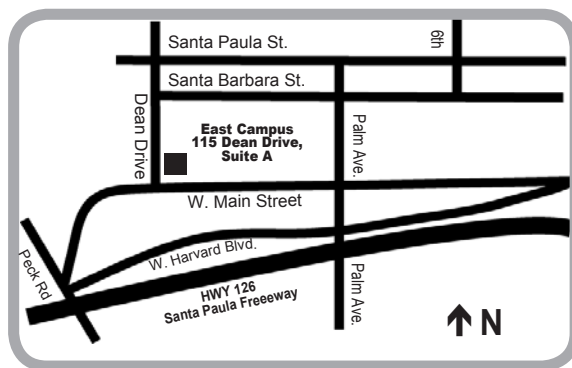 Santa Paula St.
6th
Santa Barbara St.
Dean Drive
East Campus
115 Dean Drive,
Suite A
Palm Ave.
W. Main Street
W. Harvard Blvd.
Peck Rd
HWY 126
Santa Paula Freeeway
Palm Ave.
N